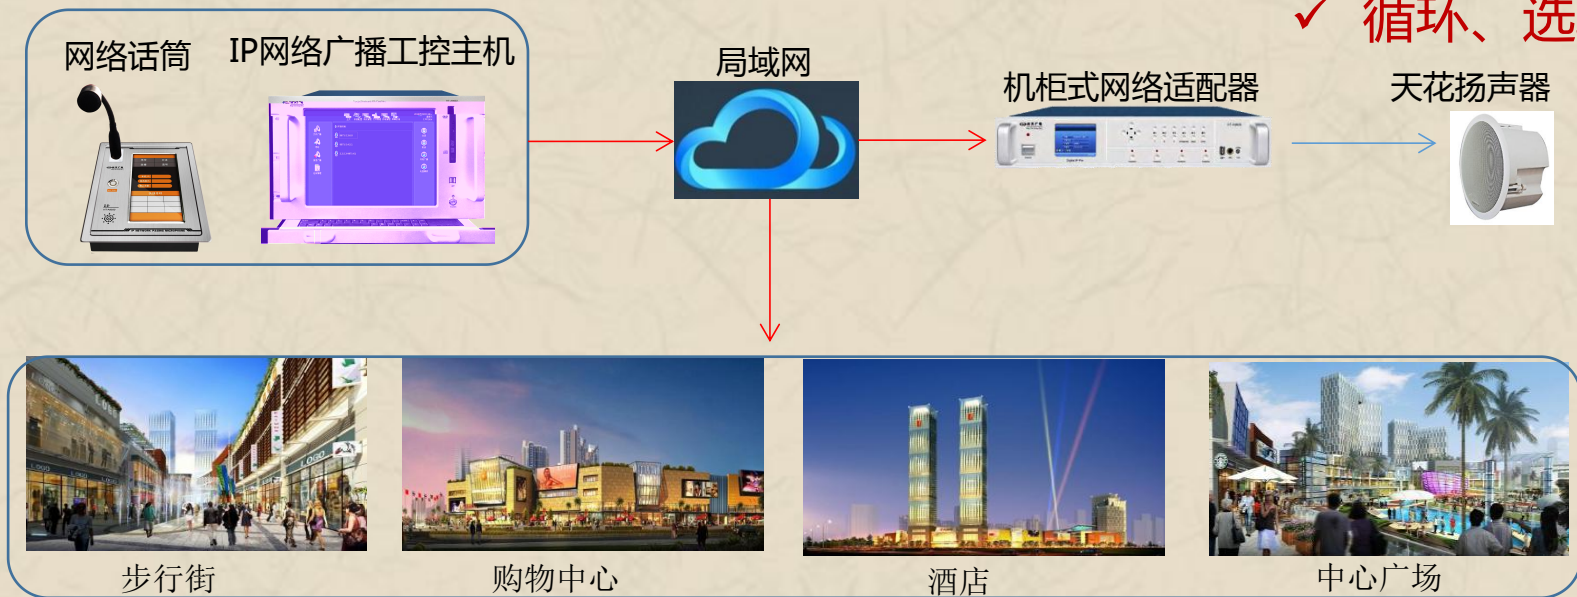 ✓ 循环、选
网络话筒
IP网络广播工控主机
局域网
机柜式网络适配器
天花扬声器
步行街
购物中心
酒店
中心广场